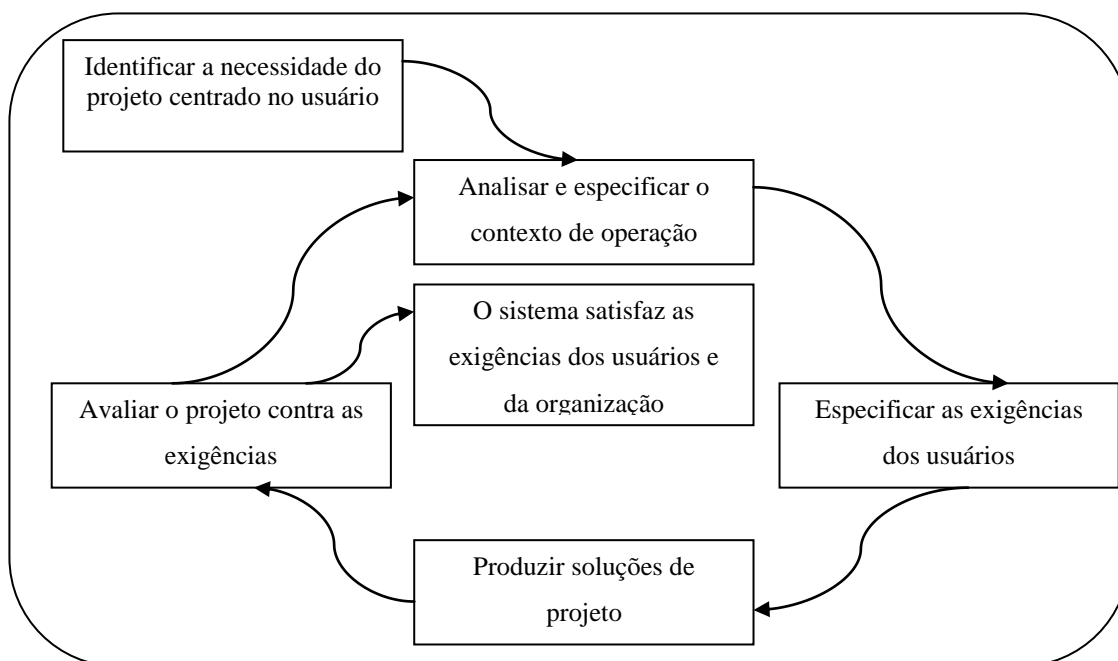 Identificar a necessidade do
projeto centrado no usuário
Analisar e especificar o
contexto de operação
O sistema satisfaz as
exigências dos usuários e
da organização
Avaliar o projeto contra as
exigências
Especificar as exigências
dos usuários
Produzir soluções de
projeto